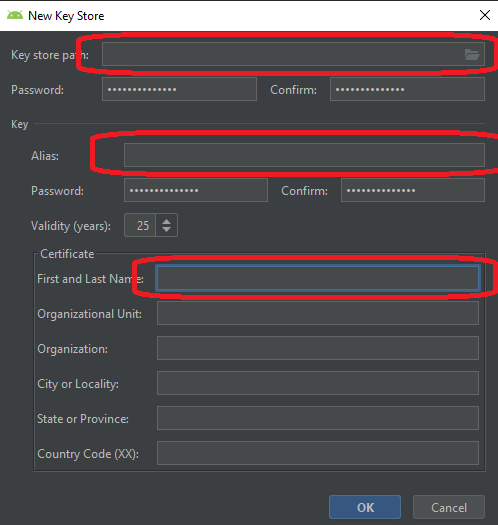 New Key Store
Key store path:
Password: •••••••••••••• Confirm: ••••••••••••••
Key
Alias:
Password: •••••••••••••• Confirm: ••••••••••••••
Validity (years): 25
Certificate
First and Last Name:
Organizational Unit:
Organization:
City or Locality:
State or Province:
Country Code (XX):
OK Cancel